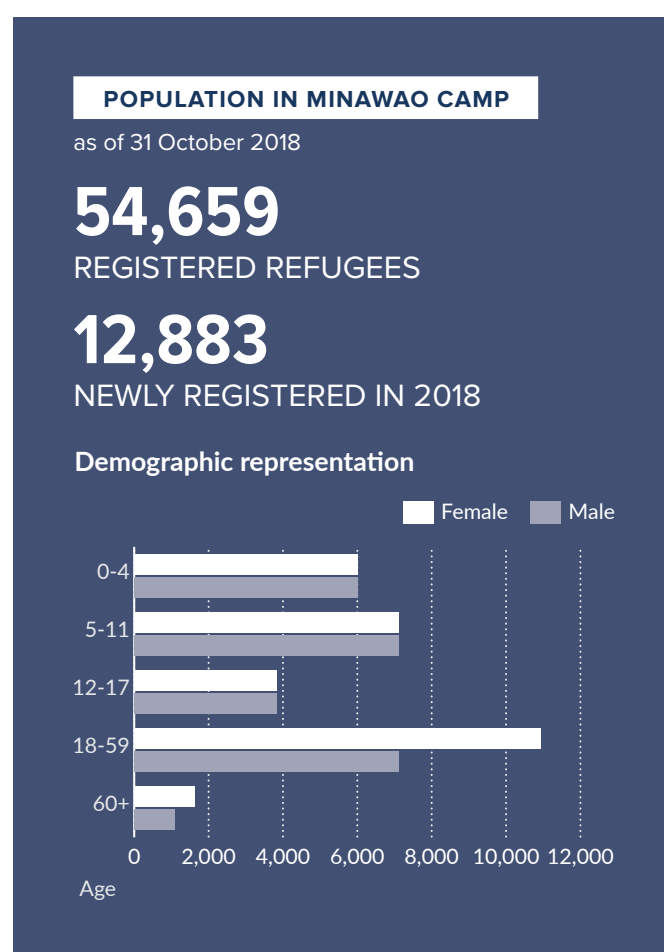 POPULATION IN MINAWAO CAMP
as of 31 October 2018
54,659
REGISTERED REFUGEES
12,883
NEWLY REGISTERED IN 2018
Demographic representation
Female Male
0-4
5-11
12-17
18-59
60+
0 2,000 4,000 6,000 8,000 10,000 12,000
Age